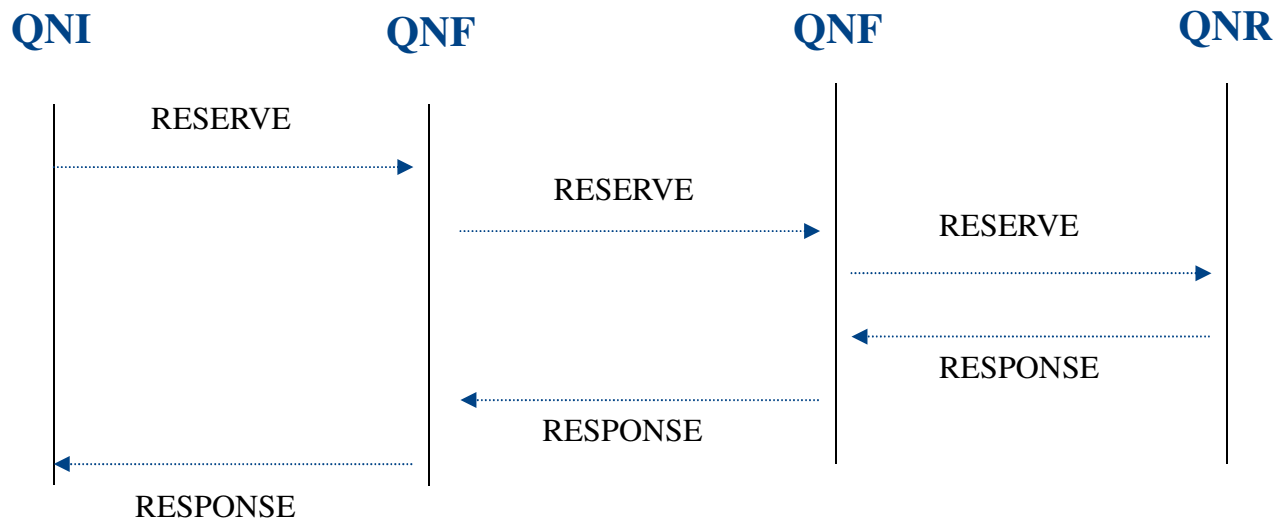 QNI QNF QNF QNR
RESERVE
RESERVE
RESERVE
RESPONSE
RESPONSE
RESPONSE